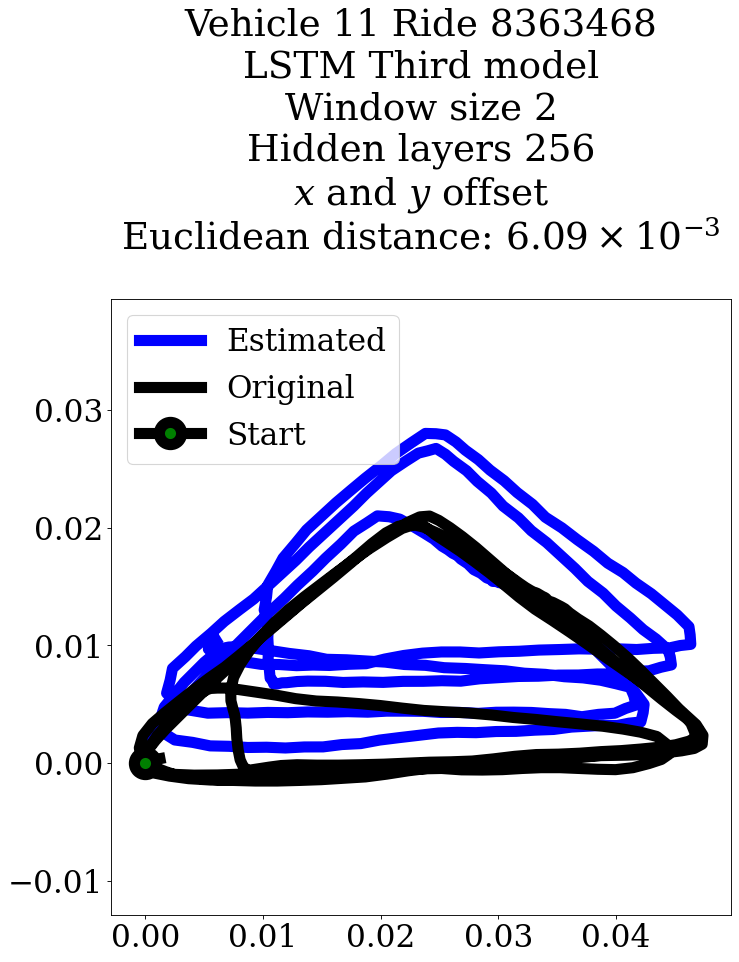 Vehicle 11 Ride 8363468
LSTM Third model
Window size 2
Hidden layers 256
x and y offset
Euclidean distance: 6.09 × 10⁻³
Estimated
Original
Start
0.03
0.02
0.01
0.00
−0.01
0.00 0.01 0.02 0.03 0.04